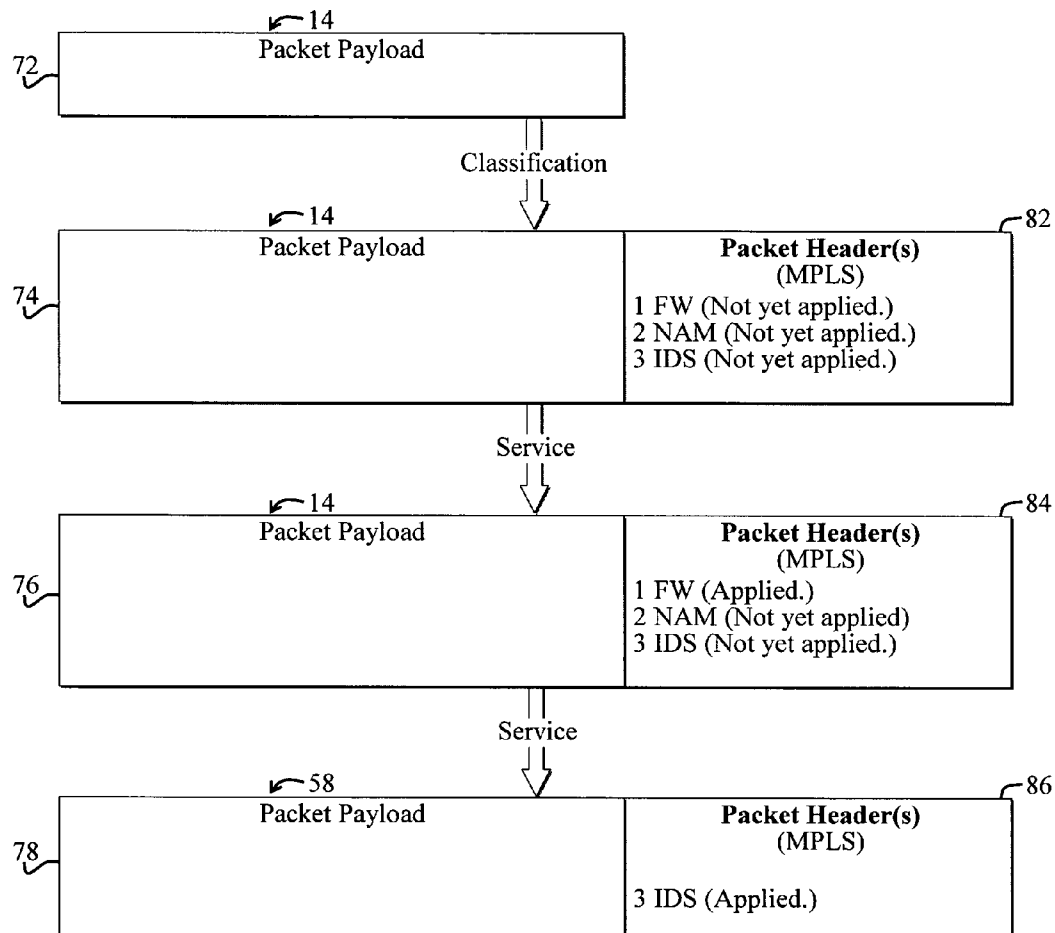 14
Packet Payload
72
Classification
14
82
Packet Payload
Packet Header(s)
(MPLS)
74
1 FW (Not yet applied.)
2 NAM (Not yet applied.)
3 IDS (Not yet applied.)
Service
14
84
Packet Payload
Packet Header(s)
(MPLS)
76
1 FW (Applied.)
2 NAM (Not yet applied)
3 IDS (Not yet applied.)
Service
58
86
Packet Payload
Packet Header(s)
(MPLS)
78
3 IDS (Applied.)